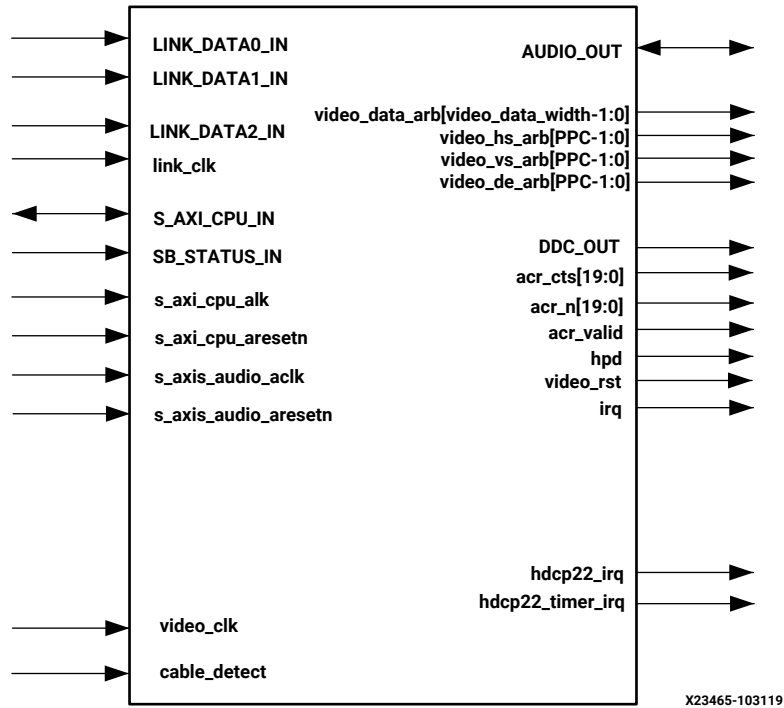 LINK_DATA0_IN
LINK_DATA1_IN
LINK_DATA2_IN
link_clk
S_AXI_CPU_IN
SB_STATUS_IN
s_axi_cpu_alk
s_axi_cpu_aresetn
s_axis_audio_aclk
s_axis_audio_aresetn
video_clk
cable_detect
AUDIO_OUT
video_data_arb[video_data_width-1:0]
video_hs_arb[PPC-1:0]
video_vs_arb[PPC-1:0]
video_de_arb[PPC-1:0]
DDC_OUT
acr_cts[19:0]
acr_n[19:0]
acr_valid
hpd
video_rst
irq
hdcp22_irq
hdcp22_timer_irq
X23465-103119